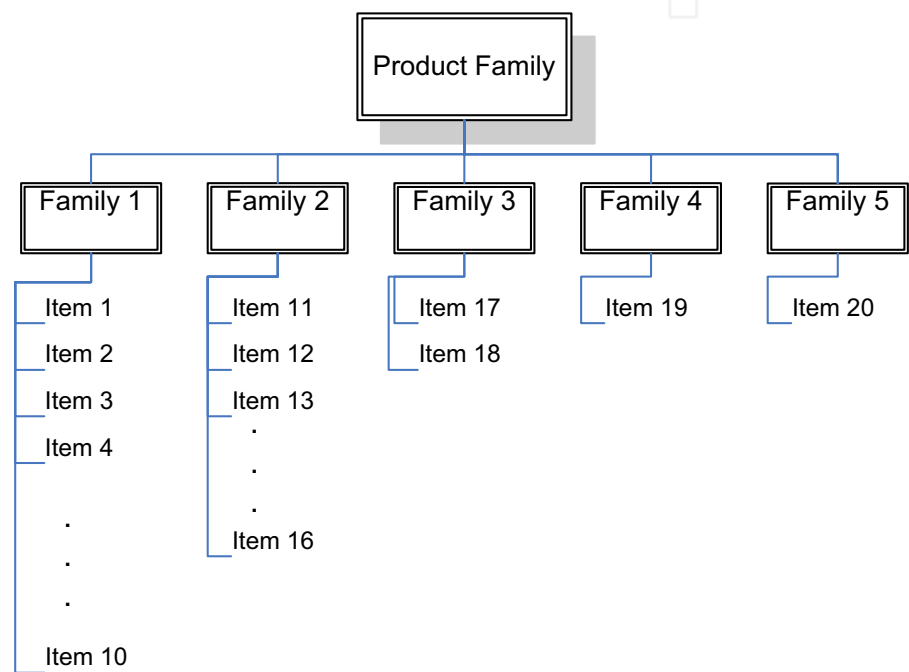 Product Family
Family 1
Family 2
Family 3
Family 4
Family 5
Item 1
Item 2
Item 3
Item 4
.
.
.
Item 10
Item 11
Item 12
Item 13
.
.
.
Item 16
Item 17
Item 18
Item 19
Item 20